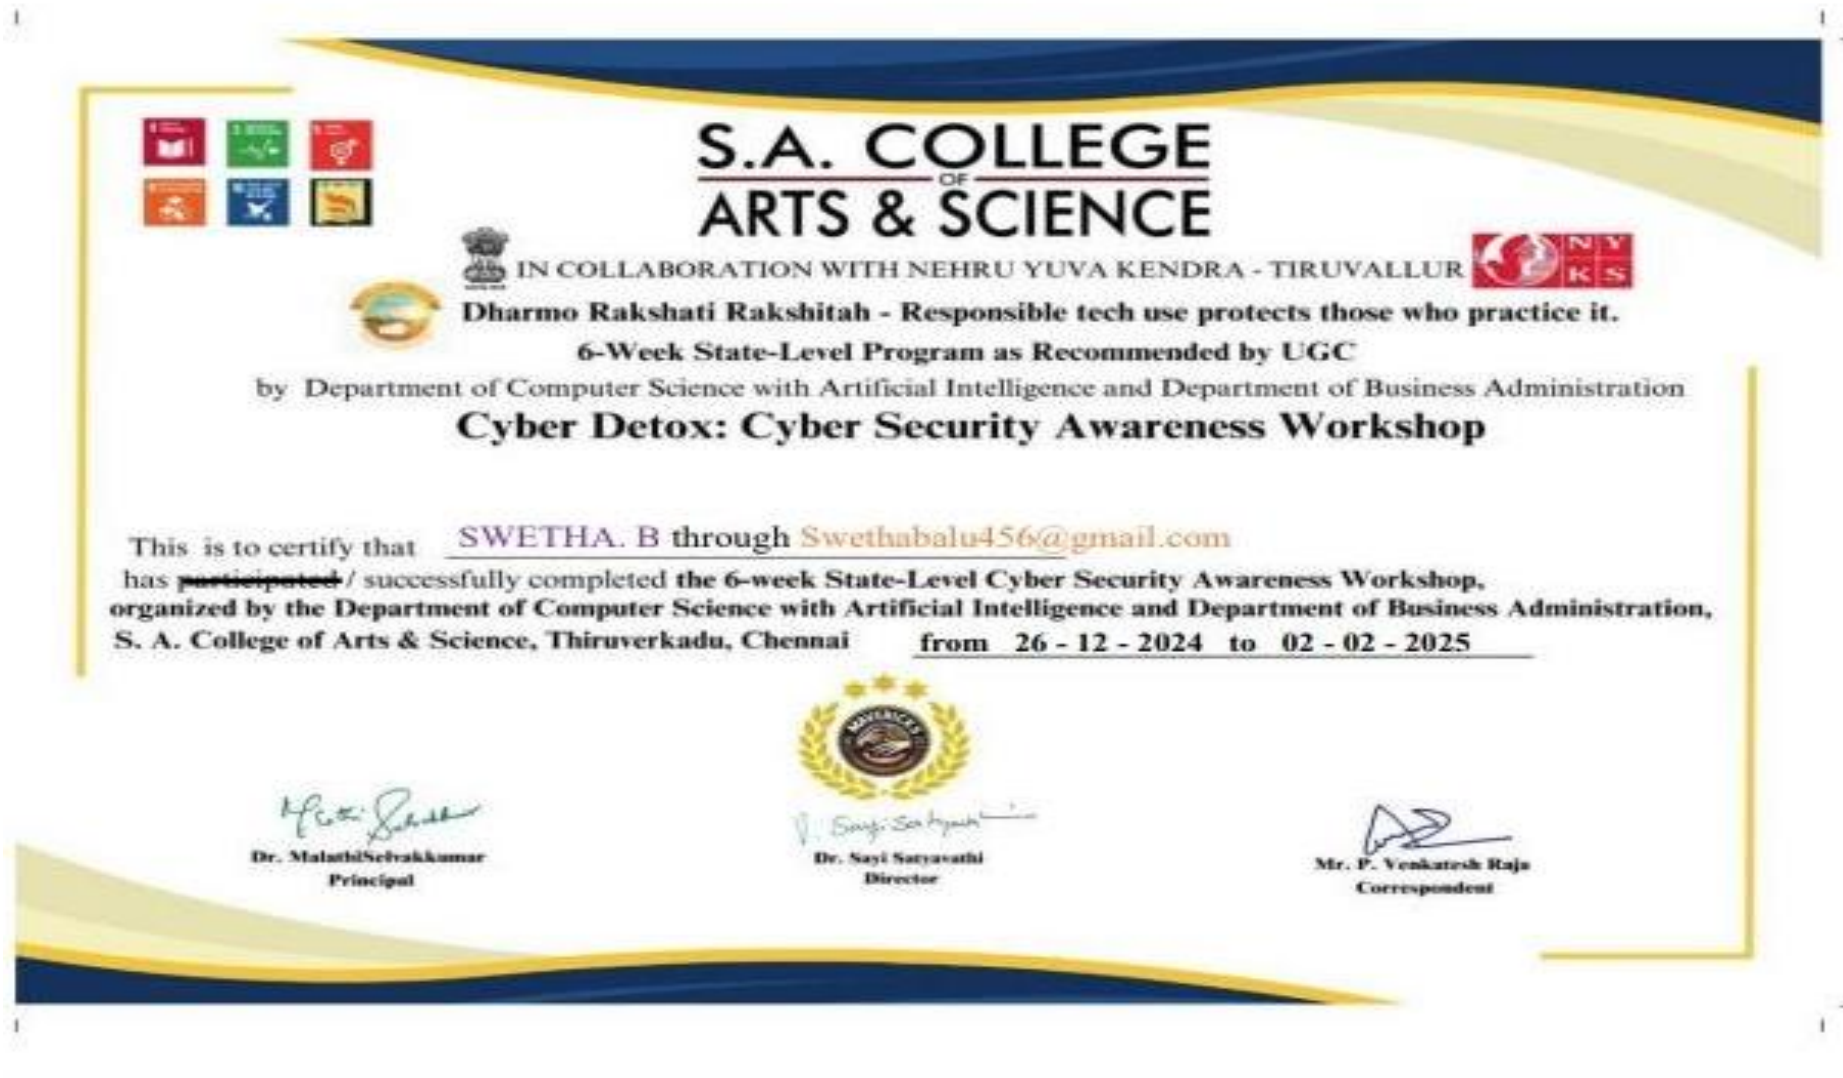 S.A. COLLEGE
OF
ARTS & SCIENCE
IN COLLABORATION WITH NEHRU YUVA KENDRA - TIRUVALLUR
N Y
K S
Dharmo Rakshati Rakshitah - Responsible tech use protects those who practice it.
6-Week State-Level Program as Recommended by UGC
by Department of Computer Science with Artificial Intelligence and Department of Business Administration
Cyber Detox: Cyber Security Awareness Workshop
This is to certify that SWETHA. B through Swethabalu456@gmail.com
has participated / successfully completed the 6-week State-Level Cyber Security Awareness Workshop,
organized by the Department of Computer Science with Artificial Intelligence and Department of Business Administration,
S. A. College of Arts & Science, Thiruverkadu, Chennai from 26 - 12 - 2024 to 02 - 02 - 2025
MAVERICKS
Dr. MalathiSelvakkumar
Principal
Dr. Sayi Satyavathi
Director
Mr. P. Venkatesh Raja
Correspondent